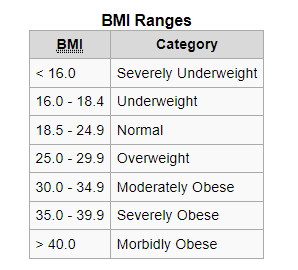 BMI Ranges
BMI Category
< 16.0 Severely Underweight
16.0 - 18.4 Underweight
18.5 - 24.9 Normal
25.0 - 29.9 Overweight
30.0 - 34.9 Moderately Obese
35.0 - 39.9 Severely Obese
> 40.0 Morbidly Obese